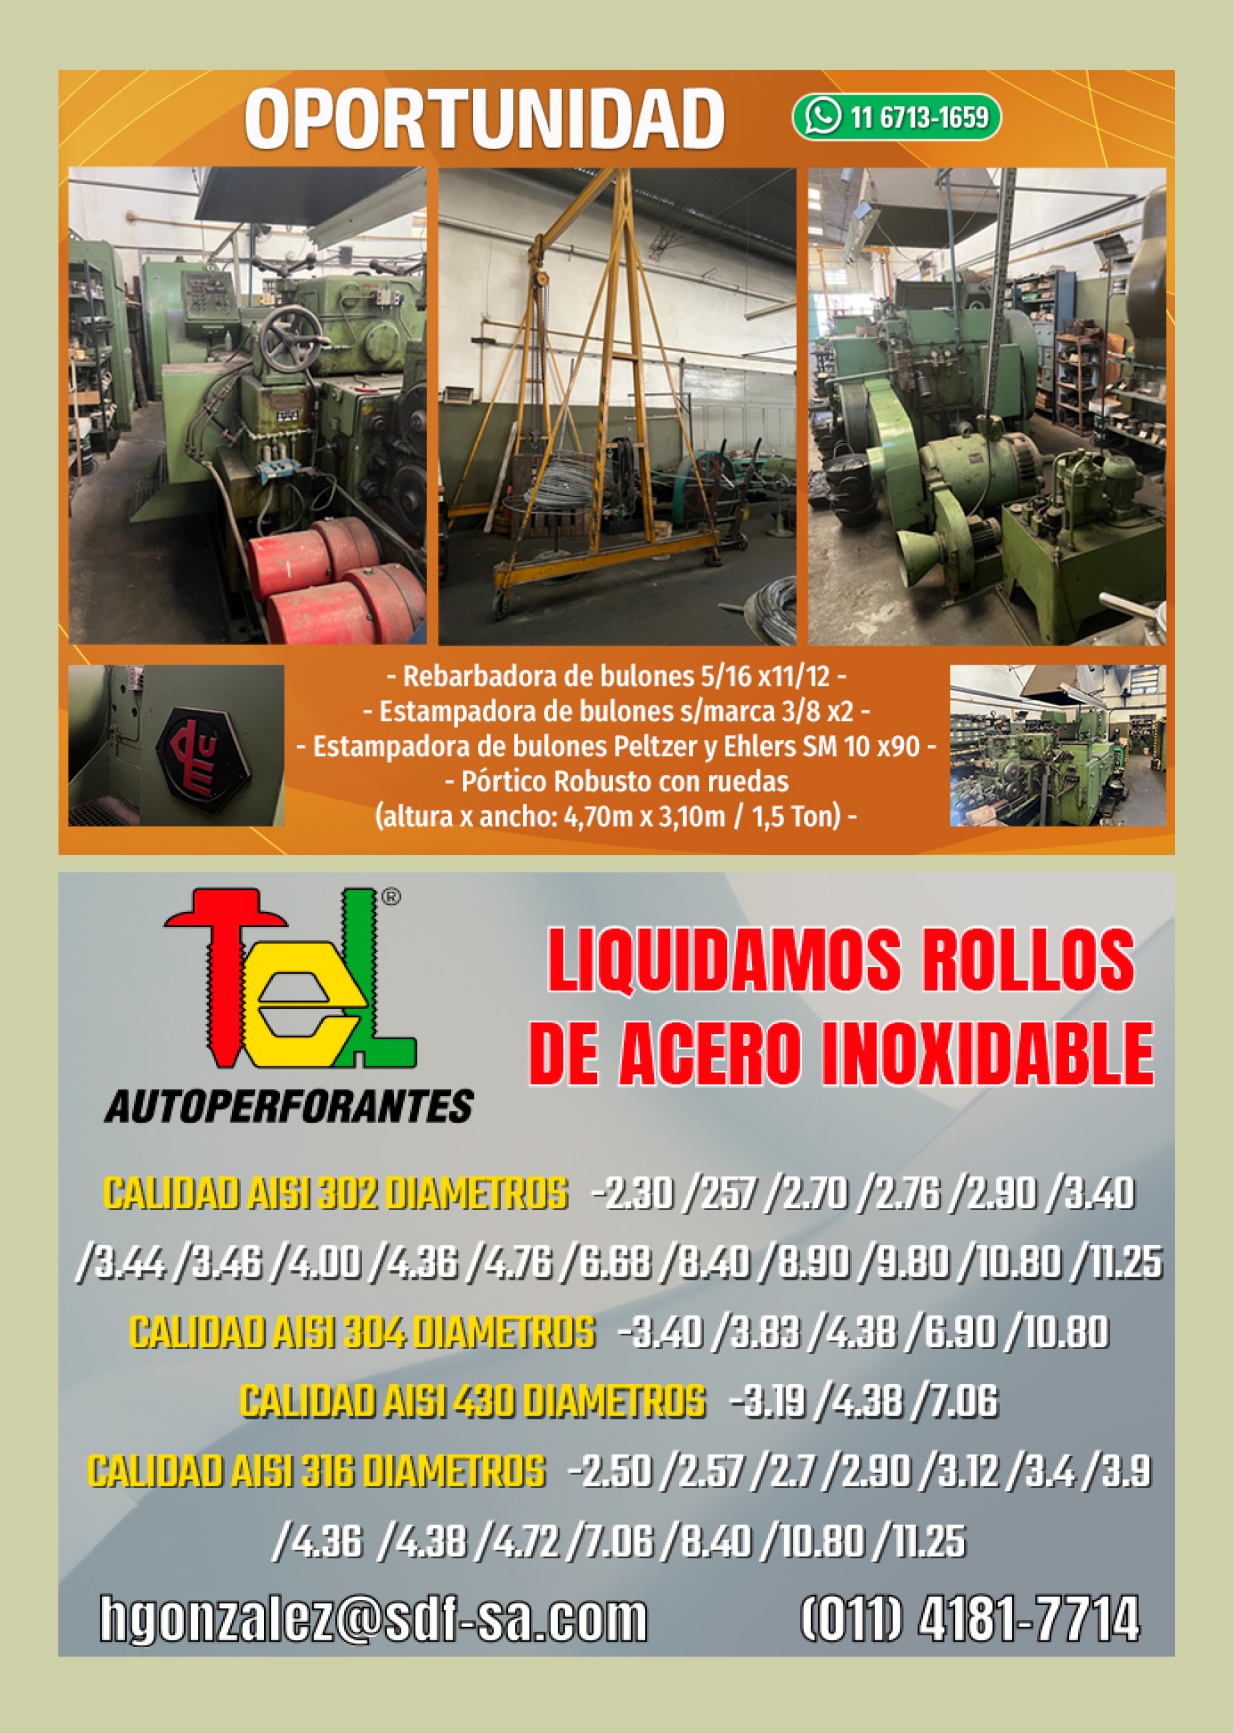 OPORTUNIDAD
11 6713-1659
- Rebarbadora de bulones 5/16 x11/12 -
- Estampadora de bulones s/marca 3/8 x2 -
- Estampadora de bulones Peltzer y Ehlers SM 10 x90 -
- Pórtico Robusto con ruedas
(altura x ancho: 4,70m x 3,10m / 1,5 Ton) -
TEL ®
AUTOPERFORANTES
LIQUIDAMOS ROLLOS
DE ACERO INOXIDABLE
CALIDAD AISI 302 DIAMETROS -2.30 /257 /2.70 /2.76 /2.90 /3.40
/3.44 /3.46 /4.00 /4.36 /4.76 /6.68 /8.40 /8.90 /9.80 /10.80 /11.25
CALIDAD AISI 304 DIAMETROS -3.40 /3.83 /4.38 /6.90 /10.80
CALIDAD AISI 430 DIAMETROS -3.19 /4.38 /7.06
CALIDAD AISI 316 DIAMETROS -2.50 /2.57 /2.7 /2.90 /3.12 /3.4 /3.9
/4.36 /4.38 /4.72 /7.06 /8.40 /10.80 /11.25
hgonzalez@sdf-sa.com
(011) 4181-7714